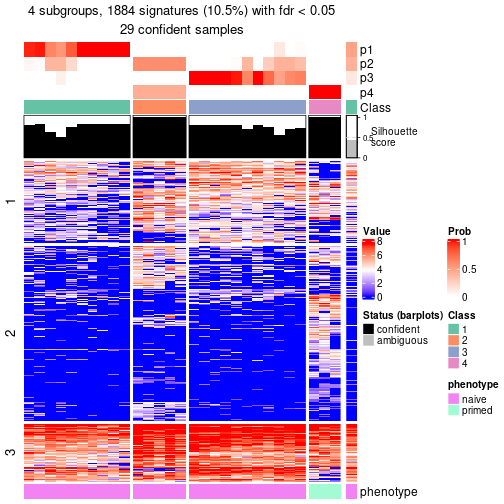 4 subgroups, 1884 signatures (10.5%) with fdr < 0.05
29 confident samples
p1
p2
p3
p4
Class
1
0.5
0
Silhouette
score
1
2
3
phenotype
Value
8
6
4
2
0
Prob
1
0.5
0
Status (barplots)
confident
ambiguous
Class
1
2
3
4
phenotype
naive
primed